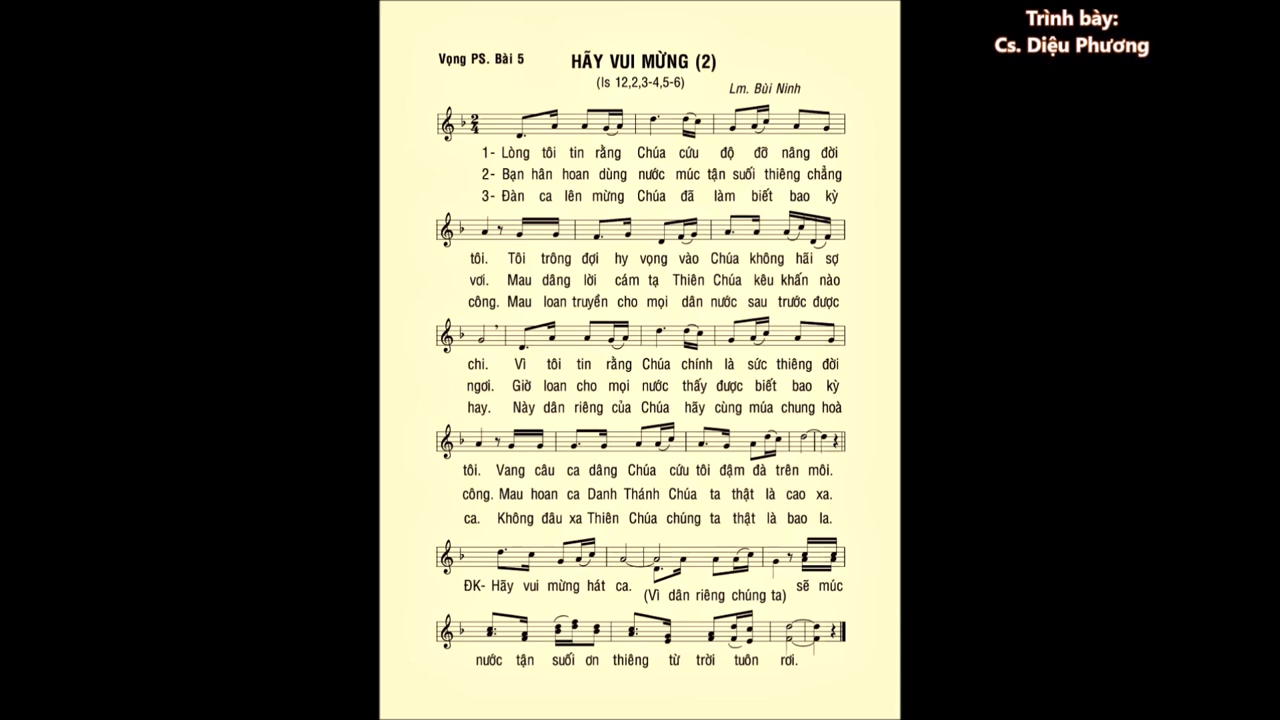 Trình bày:
Cs. Diệu Phương
Vọng PS. Bài 5
HÃY VUI MỪNG (2)
(Is 12,2,3-4,5-6)
Lm. Bùi Ninh
1- Lòng tôi tin rằng Chúa cứu độ đỡ nâng đời
2- Bạn hân hoan dùng nước múc tận suối thiêng chẳng
3- Đàn ca lên mừng Chúa đã làm biết bao kỳ
tôi. Tôi trông đợi hy vọng vào Chúa không hãi sợ
vơi. Mau dâng lời cám tạ Thiên Chúa kêu khấn nào
công. Mau loan truyền cho mọi dân nước sau trước được
chi. Vì tôi tin rằng Chúa chính là sức thiêng đời
ngơi. Giờ loan cho mọi nước thấy được biết bao kỳ
hay. Này dân riêng của Chúa hãy cùng múa chung hoà
tôi. Vang câu ca dâng Chúa cứu tôi đậm đà trên môi.
công. Mau hoan ca Danh Thánh Chúa ta thật là cao xa.
ca. Không đâu xa Thiên Chúa chúng ta thật là bao la.
ĐK- Hãy vui mừng hát ca. (Vì dân riêng chúng ta) sẽ múc
nước tận suối ơn thiêng từ trời tuôn rơi.